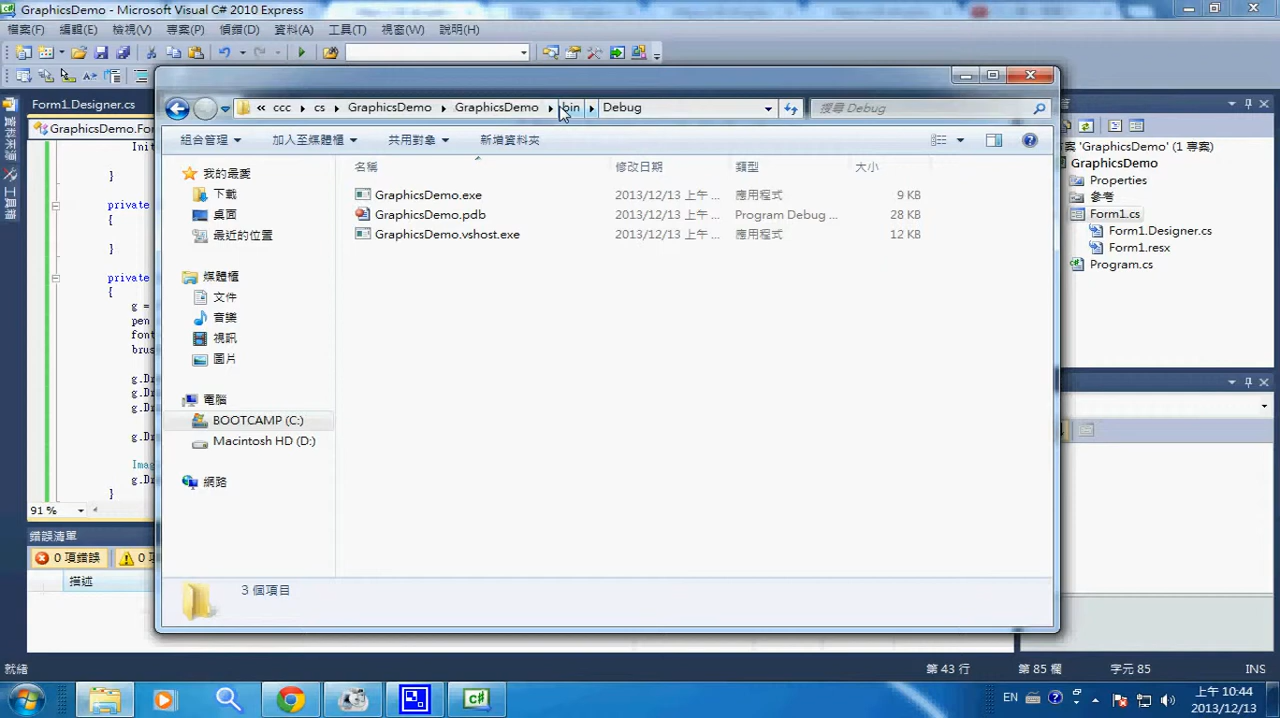 GraphicsDemo - Microsoft Visual C# 2010 Express
檔案(F) 編輯(E) 檢視(V) 專案(P) 偵錯(D) 資料(A) 工具(T) 視窗(W) 說明(H)
Form1.Designer.cs
GraphicsDemo.For
Init
}
private
{
}
private
{
g =
pen
font
brus
g.Dr
g.Dr
g.Dr
g.Dr
Imag
g.Dr
}
91 %
資料來源
工具箱
錯誤清單
0 項錯誤
描述
« ccc cs GraphicsDemo GraphicsDemo bin Debug
搜尋 Debug
組合管理 加入至媒體櫃 共用對象 新增資料夾
名稱 修改日期 類型 大小
GraphicsDemo.exe 2013/12/13 上午 ... 應用程式 9 KB
GraphicsDemo.pdb 2013/12/13 上午 ... Program Debug ... 28 KB
GraphicsDemo.vshost.exe 2013/12/13 上午 ... 應用程式 12 KB
我的最愛
下載
桌面
最近的位置
媒體櫃
文件
音樂
視訊
圖片
電腦
BOOTCAMP (C:)
Macintosh HD (D:)
網路
3 個項目
'GraphicsDemo' (1 專案)
GraphicsDemo
Properties
參考
Form1.cs
Form1.Designer.cs
Form1.resx
Program.cs
就緒 第 43 行 第 85 欄 字元 85 INS
EN
上午 10:44
2013/12/13